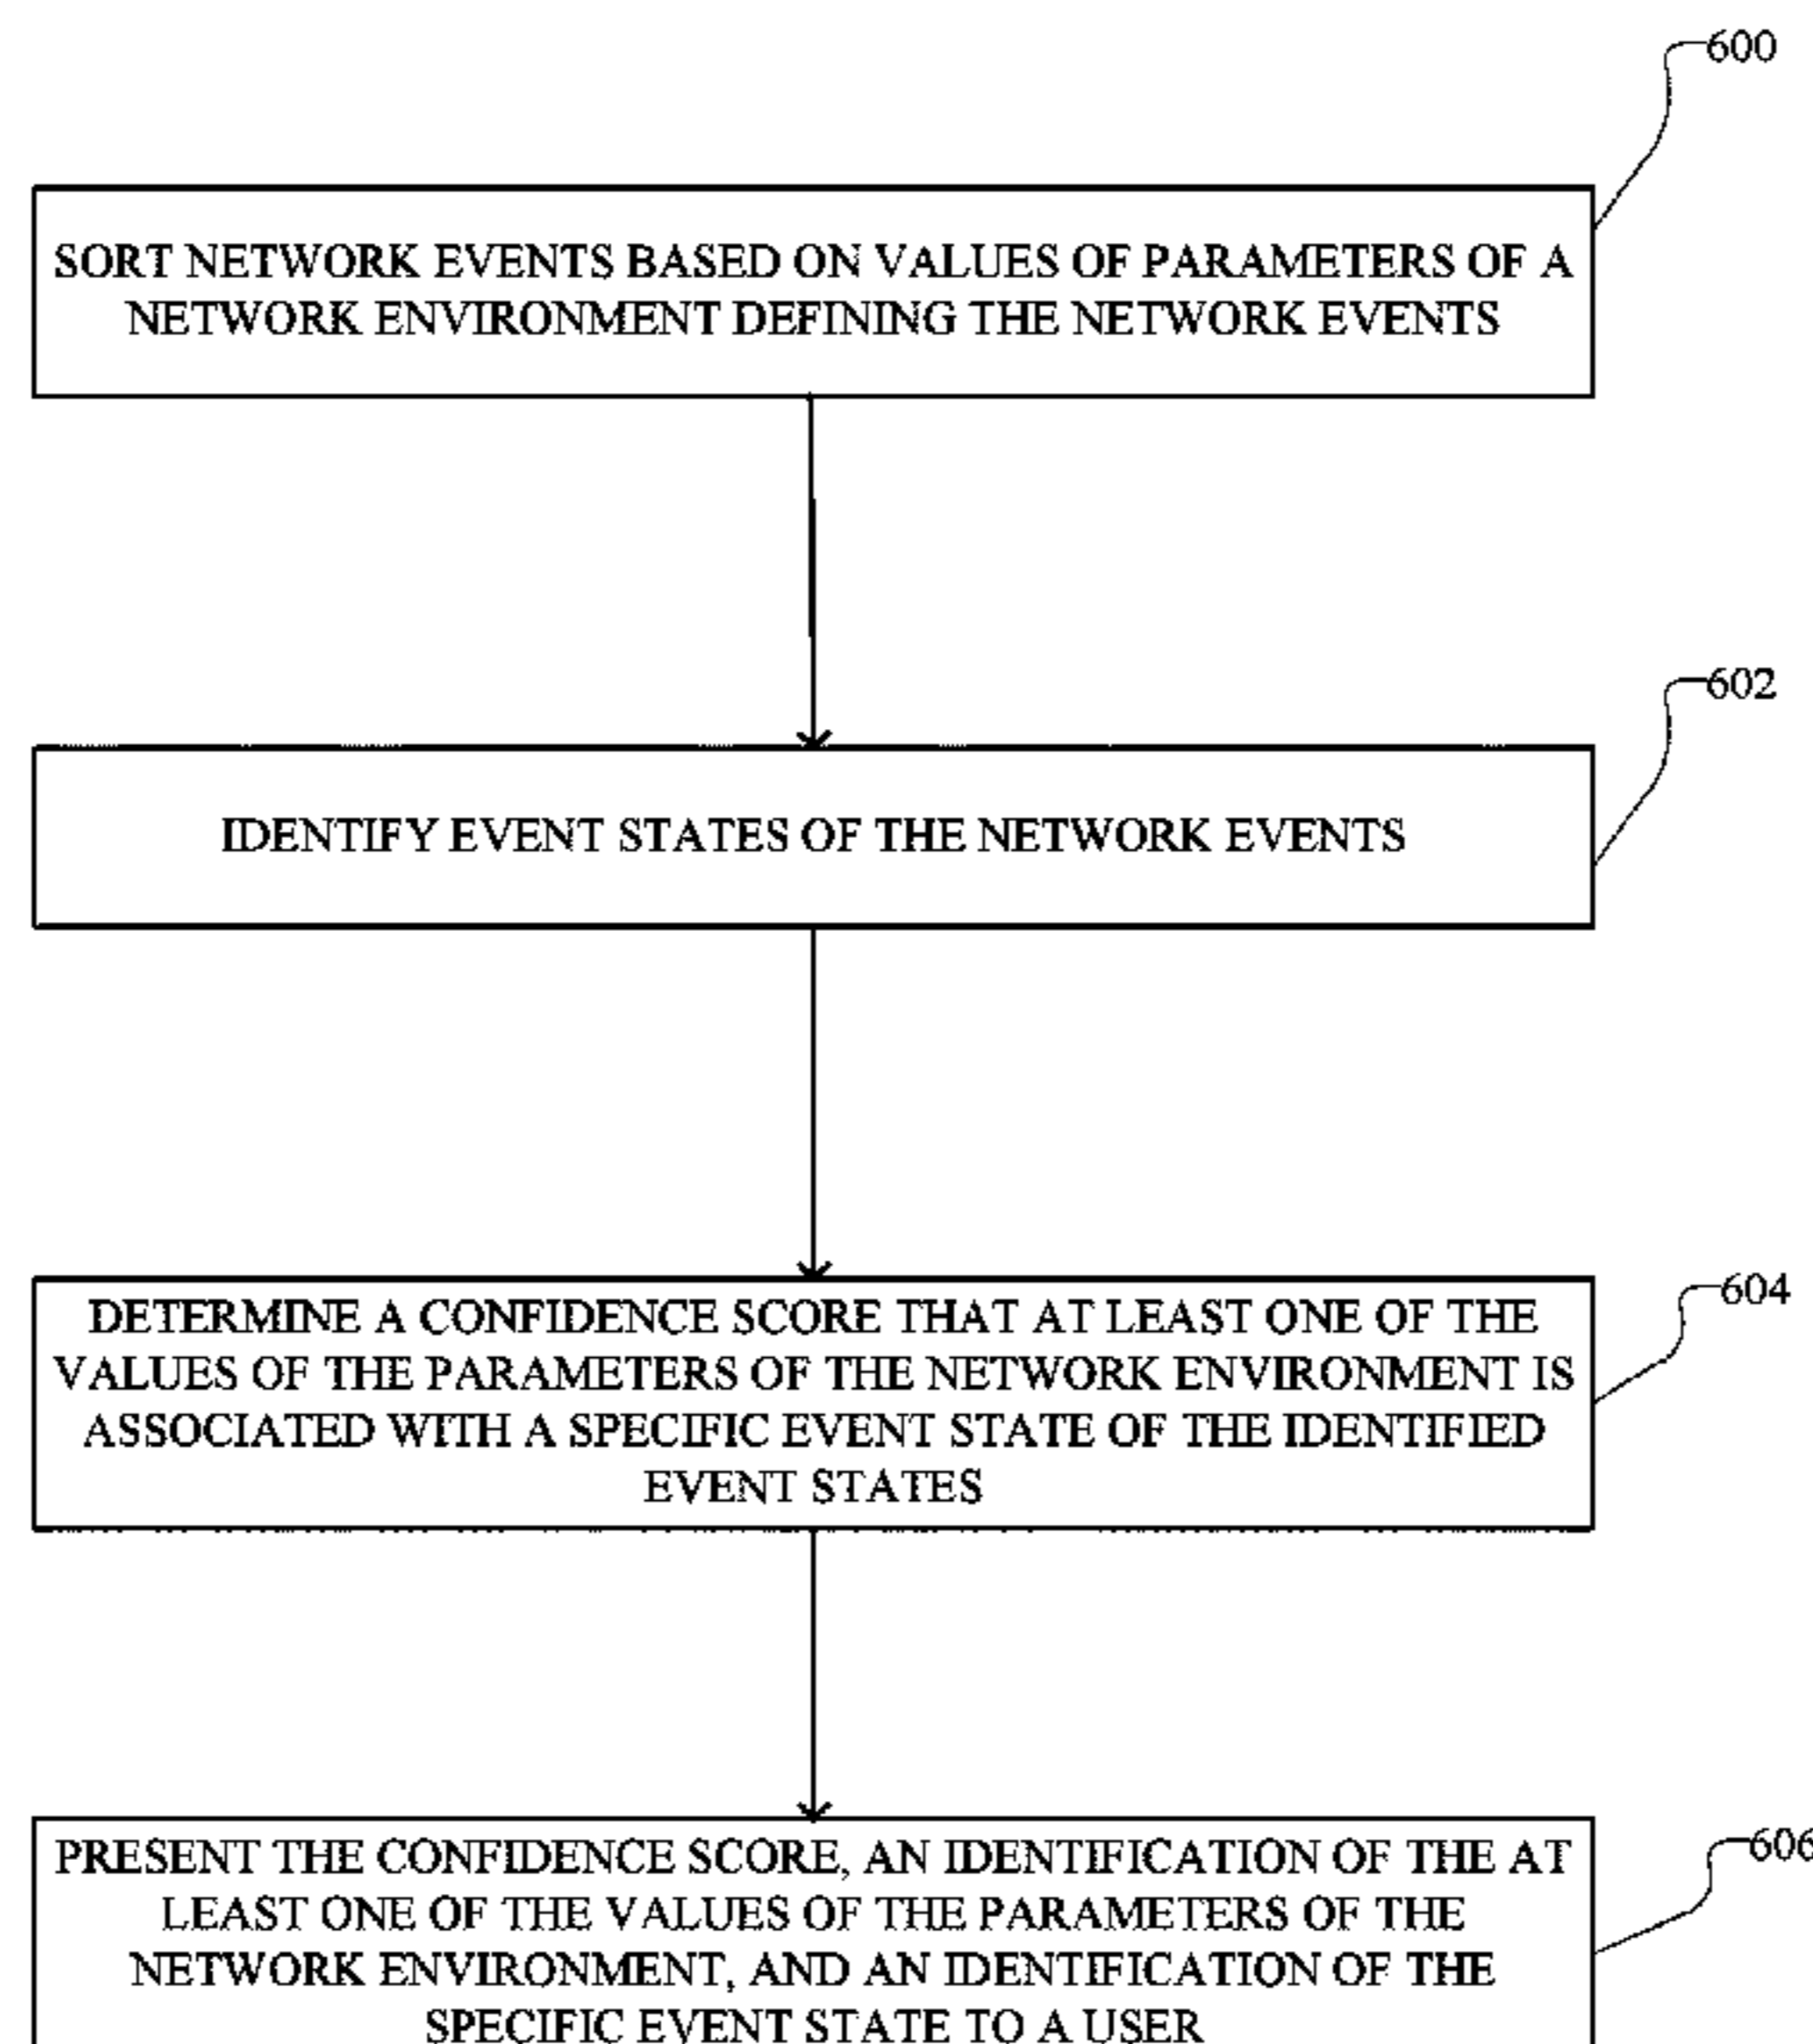 600
SORT NETWORK EVENTS BASED ON VALUES OF PARAMETERS OF A
NETWORK ENVIRONMENT DEFINING THE NETWORK EVENTS
602
IDENTIFY EVENT STATES OF THE NETWORK EVENTS
604
DETERMINE A CONFIDENCE SCORE THAT AT LEAST ONE OF THE
VALUES OF THE PARAMETERS OF THE NETWORK ENVIRONMENT IS
ASSOCIATED WITH A SPECIFIC EVENT STATE OF THE IDENTIFIED
EVENT STATES
606
PRESENT THE CONFIDENCE SCORE, AN IDENTIFICATION OF THE AT
LEAST ONE OF THE VALUES OF THE PARAMETERS OF THE
NETWORK ENVIRONMENT, AND AN IDENTIFICATION OF THE
SPECIFIC EVENT STATE TO A USER